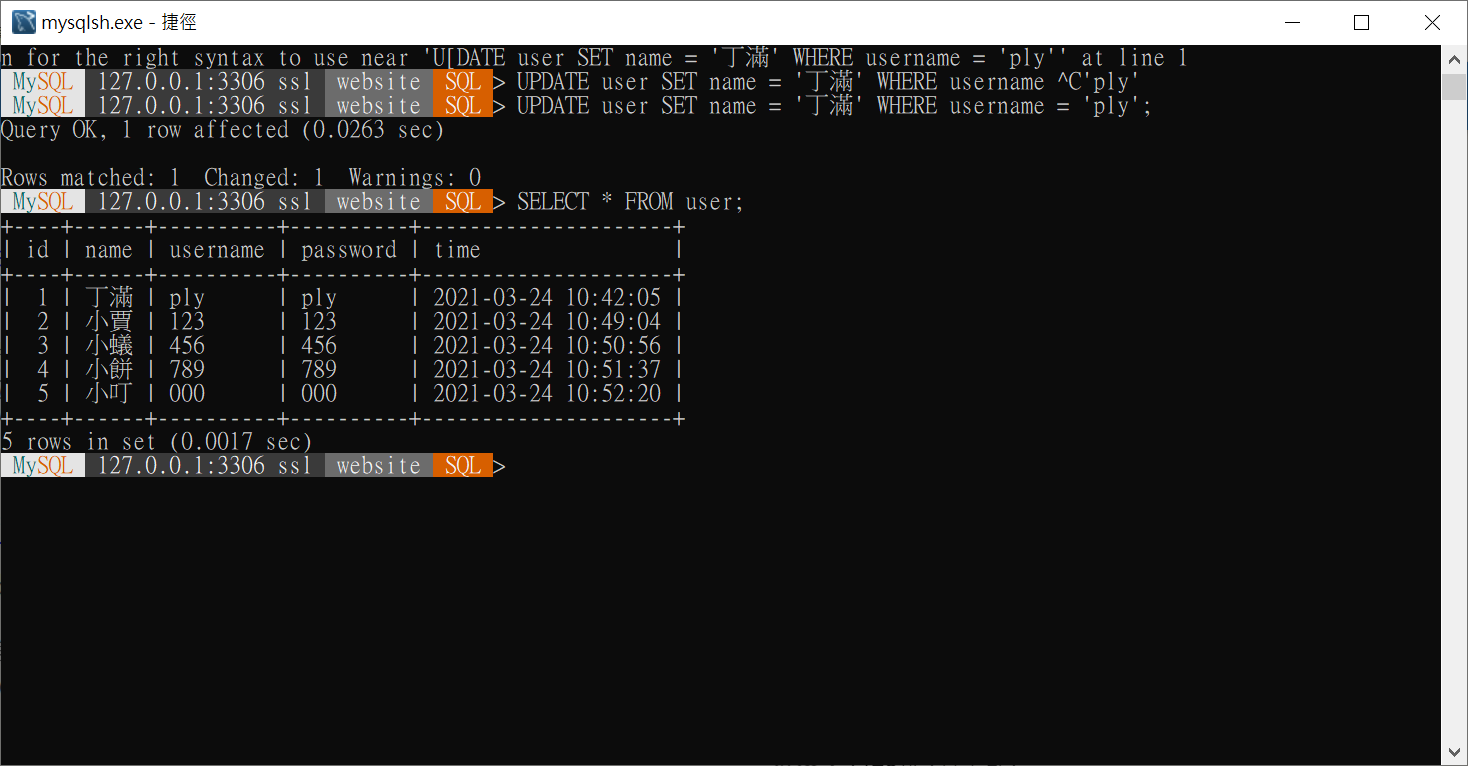 mysqlsh.exe - 捷徑
n for the right syntax to use near 'U[DATE user SET name = '丁滿' WHERE username = 'ply'' at line 1
MySQL 127.0.0.1:3306 ssl website SQL > UPDATE user SET name = '丁滿' WHERE username ^C'ply'
MySQL 127.0.0.1:3306 ssl website SQL > UPDATE user SET name = '丁滿' WHERE username = 'ply';
Query OK, 1 row affected (0.0263 sec)
Rows matched: 1  Changed: 1  Warnings: 0
MySQL 127.0.0.1:3306 ssl website SQL > SELECT * FROM user;
+----+------+----------+----------+---------------------+
| id | name | username | password | time                |
+----+------+----------+----------+---------------------+
|  1 | 丁滿 | ply      | ply      | 2021-03-24 10:42:05 |
|  2 | 小賈 | 123      | 123      | 2021-03-24 10:49:04 |
|  3 | 小蟻 | 456      | 456      | 2021-03-24 10:50:56 |
|  4 | 小餅 | 789      | 789      | 2021-03-24 10:51:37 |
|  5 | 小叮 | 000      | 000      | 2021-03-24 10:52:20 |
+----+------+----------+----------+---------------------+
5 rows in set (0.0017 sec)
MySQL 127.0.0.1:3306 ssl website SQL >